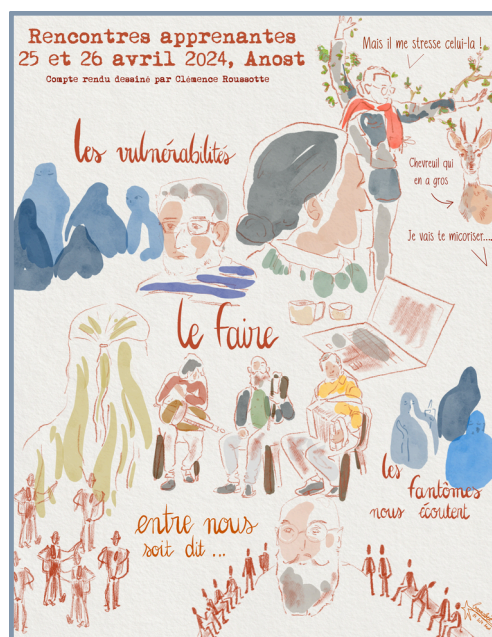 Rencontres apprenantes
25 et 26 avril 2024, Anost
Compte rendu dessiné par Clémence Roussotte
Mais il me stresse celui-là !
les vulnérabilités
Chevreuil qui
en a gros
Je vais te micoriser...
le faire
les
fantômes
nous écoutent
entre nous
soit dit ...